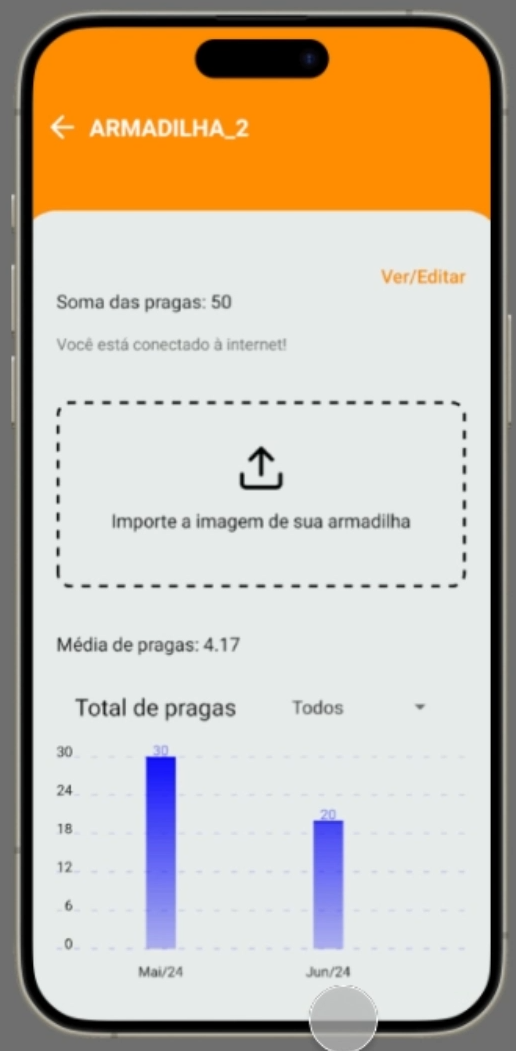 ARMADILHA_2
Ver/Editar
Soma das pragas: 50
Você está conectado à internet!
Importe a imagem de sua armadilha
Média de pragas: 4.17
Total de pragas Todos
30
30
24
20
18
12
6
0
Mai/24 Jun/24